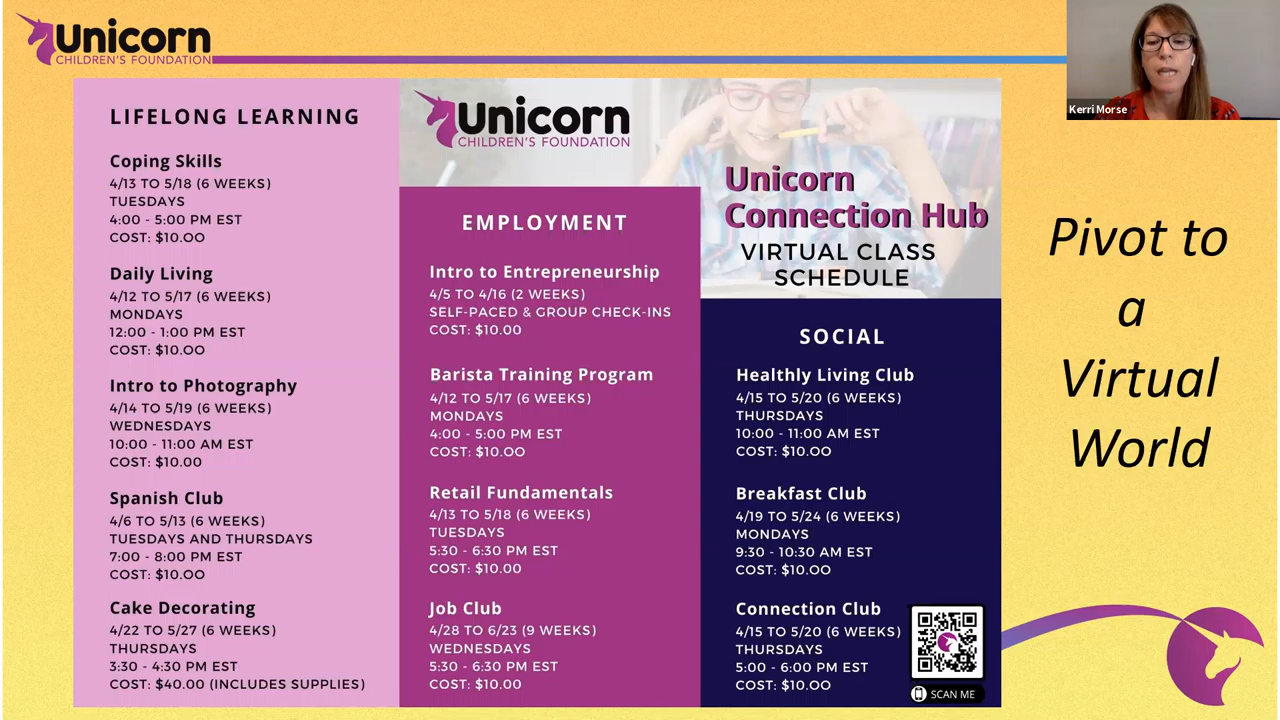 Unicorn
CHILDREN'S FOUNDATION
Kerri Morse
LIFELONG LEARNING
Coping Skills
4/13 TO 5/18 (6 WEEKS)
TUESDAYS
4:00 - 5:00 PM EST
COST: $10.00
Daily Living
4/12 TO 5/17 (6 WEEKS)
MONDAYS
12:00 - 1:00 PM EST
COST: $10.00
Intro to Photography
4/14 TO 5/19 (6 WEEKS)
WEDNESDAYS
10:00 - 11:00 AM EST
COST: $10.00
Spanish Club
4/6 TO 5/13 (6 WEEKS)
TUESDAYS AND THURSDAYS
7:00 - 8:00 PM EST
COST: $10.00
Cake Decorating
4/22 TO 5/27 (6 WEEKS)
THURSDAYS
3:30 - 4:30 PM EST
COST: $40.00 (INCLUDES SUPPLIES)
Unicorn
CHILDREN'S FOUNDATION
EMPLOYMENT
Intro to Entrepreneurship
4/5 TO 4/16 (2 WEEKS)
SELF-PACED & GROUP CHECK-INS
COST: $10.00
Barista Training Program
4/12 TO 5/17 (6 WEEKS)
MONDAYS
4:00 - 5:00 PM EST
COST: $10.00
Retail Fundamentals
4/13 TO 5/18 (6 WEEKS)
TUESDAYS
5:30 - 6:30 PM EST
COST: $10.00
Job Club
4/28 TO 6/23 (9 WEEKS)
WEDNESDAYS
5:30 - 6:30 PM EST
COST: $10.00
Unicorn
Connection Hub
VIRTUAL CLASS
SCHEDULE
SOCIAL
Healthly Living Club
4/15 TO 5/20 (6 WEEKS)
THURSDAYS
10:00 - 11:00 AM EST
COST: $10.00
Breakfast Club
4/19 TO 5/24 (6 WEEKS)
MONDAYS
9:30 - 10:30 AM EST
COST: $10.00
Connection Club
4/15 TO 5/20 (6 WEEKS)
THURSDAYS
5:00 - 6:00 PM EST
COST: $10.00
SCAN ME
Pivot to
a
Virtual
World